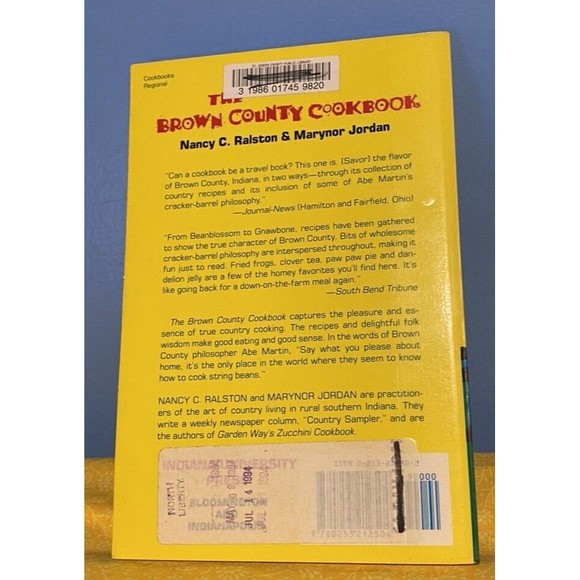 Cookbooks
Regional
ST. JOSEPH COUNTY PUBLIC LIBRARY
3 1986 01745 9820
THE
BROWN COUNTY COOKBOOK
Nancy C. Ralston & Marynor Jordan
"Can a cookbook be a travel book? This one is. [Savor] the flavor
of Brown County, Indiana, in two ways—through its collection of
country recipes and its inclusion of some of Abe Martin's
cracker-barrel philosophy."
—Journal-News (Hamilton and Fairfield, Ohio)
"From Beanblossom to Gnawbone, recipes have been gathered
to show the true character of Brown County. Bits of wholesome
cracker-barrel philosophy are interspersed throughout, making it
fun just to read. Fried frogs, clover tea, paw paw pie and dan-
delion jelly are a few of the homey favorites you'll find here. It's
like going back for a down-on-the-farm meal again."
—South Bend Tribune
The Brown County Cookbook captures the pleasure and es-
sence of true country cooking. The recipes and delightful folk
wisdom make good eating and good sense. In the words of Brown
County philosopher Abe Martin, "Say what you please about
home, it's the only place in the world where they seem to know
how to cook string beans."
NANCY C. RALSTON and MARYNOR JORDAN are practition-
ers of the art of country living in rural southern Indiana. They
write a weekly newspaper column, "Country Sampler," and are
the authors of Garden Way's Zucchini Cookbook.
INDIANA UNIVERSITY
PRESS
BLOOMINGTON
AND
INDIANAPOLIS
NORTH
LIBERTY
JUL 14 1994
ISBN
90000